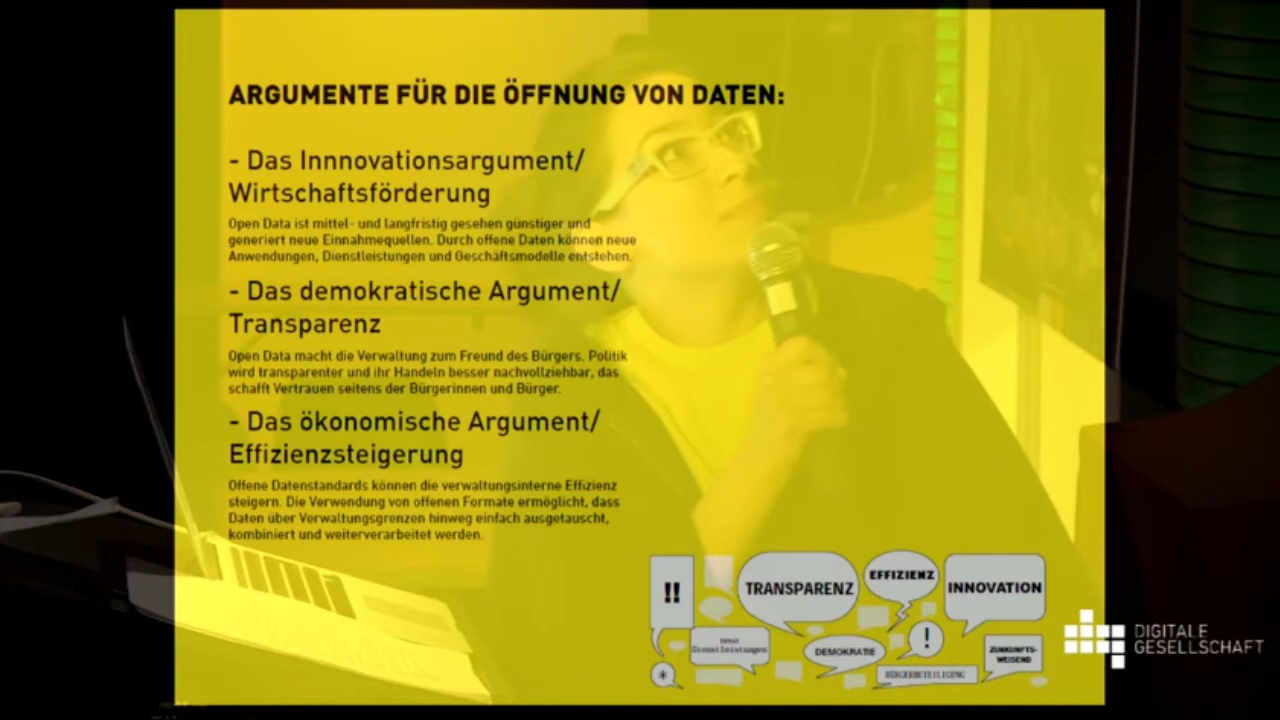 ARGUMENTE FÜR DIE ÖFFNUNG VON DATEN:
- Das Innnovationsargument/
Wirtschaftsförderung
Open Data ist mittel- und langfristig gesehen günstiger und
generiert neue Einnahmequellen. Durch offene Daten können neue
Anwendungen, Dienstleistungen und Geschäftsmodelle entstehen.
- Das demokratische Argument/
Transparenz
Open Data macht die Verwaltung zum Freund des Bürgers. Politik
wird transparenter und ihr Handeln besser nachvollziehbar, das
schafft Vertrauen seitens der Bürgerinnen und Bürger.
- Das ökonomische Argument/
Effizienzsteigerung
Offene Datenstandards können die verwaltungsinterne Effizienz
steigern. Die Verwendung von offenen Formate ermöglicht, dass
Daten über Verwaltungsgrenzen hinweg einfach ausgetauscht,
kombiniert und weiterverarbeitet werden.
!!
TRANSPARENZ
EFFIZIENZ
INNOVATION
neue
Dienstleistungen
DEMOKRATIE
!
ZUNKUNFTS-
WEISEND
*
BÜRGERBETEILIGUNG
DIGITALE
GESELLSCHAFT